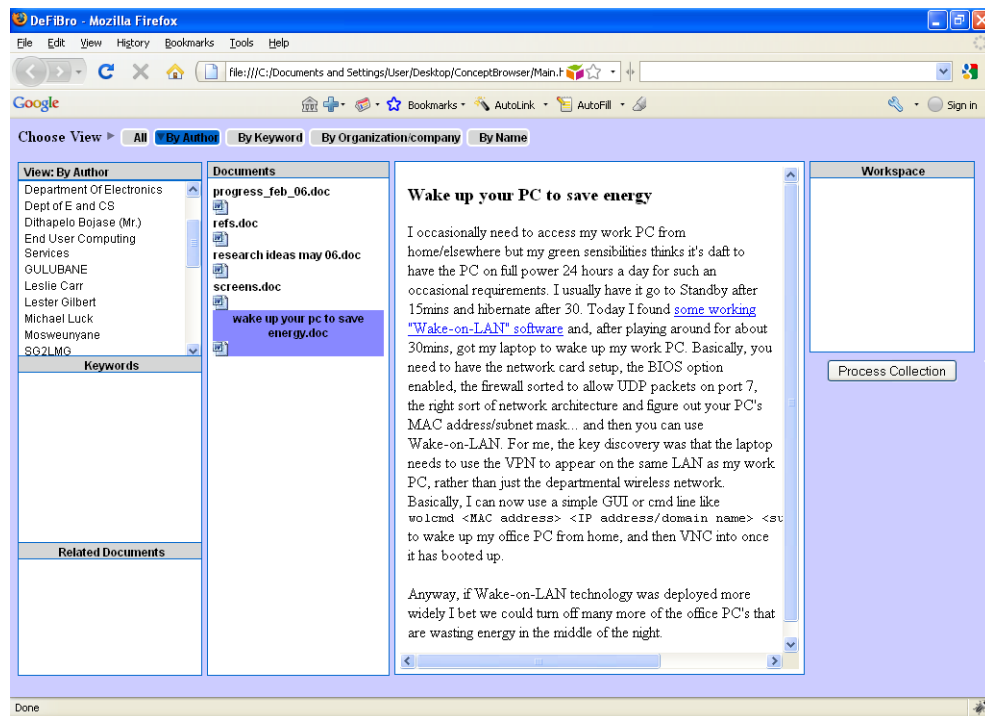 DeFiBro - Mozilla Firefox
File Edit View History Bookmarks Tools Help
file:///C:/Documents and Settings/User/Desktop/ConceptBrowser/Main.h
Google Bookmarks AutoLink AutoFill Sign in
Choose View All By Author By Keyword By Organization/company By Name
View: By Author
Department Of Electronics
Dept of E and CS
Dithapelo Bojase (Mr.)
End User Computing
Services
GULUBANE
Leslie Carr
Lester Gilbert
Michael Luck
Mosweunyane
SG2LMG
Keywords
Related Documents
Documents
progress_feb_06.doc
refs.doc
research ideas may 06.doc
screens.doc
wake up your pc to save
energy.doc
Wake up your PC to save energy
I occasionally need to access my work PC from
home/elsewhere but my green sensibilities thinks it's daft to
have the PC on full power 24 hours a day for such an
occasional requirements. I usually have it go to Standby after
15mins and hibernate after 30. Today I found some working
"Wake-on-LAN" software and, after playing around for about
30mins, got my laptop to wake up my work PC. Basically, you
need to have the network card setup, the BIOS option
enabled, the firewall sorted to allow UDP packets on port 7,
the right sort of network architecture and figure out your PC's
MAC address/subnet mask... and then you can use
Wake-on-LAN. For me, the key discovery was that the laptop
needs to use the VPN to appear on the same LAN as my work
PC, rather than just the departmental wireless network.
Basically, I can now use a simple GUI or cmd line like
wolcmd <MAC address> <IP address/domain name> <su
to wake up my office PC from home, and then VNC into once
it has booted up.
Anyway, if Wake-on-LAN technology was deployed more
widely I bet we could turn off many more of the office PC's that
are wasting energy in the middle of the night.
Workspace
Process Collection
Done